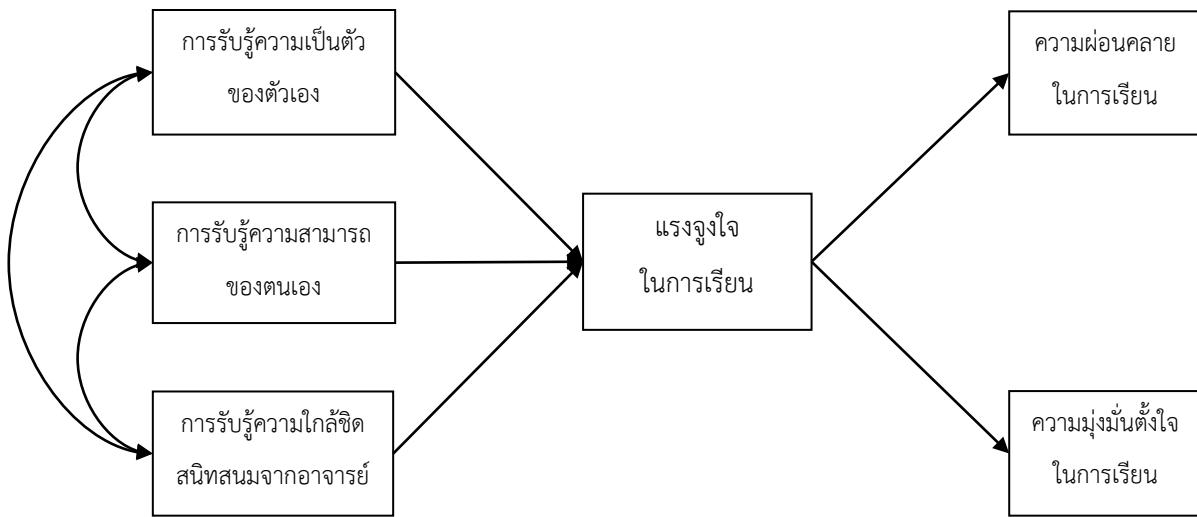 การรับรู้ความเป็นตัว
ของตัวเอง
การรับรู้ความสามารถ
ของตนเอง
การรับรู้ความใกล้ชิด
สนิทสนมจากอาจารย์
แรงจูงใจ
ในการเรียน
ความผ่อนคลาย
ในการเรียน
ความมุ่งมั่นตั้งใจ
ในการเรียน